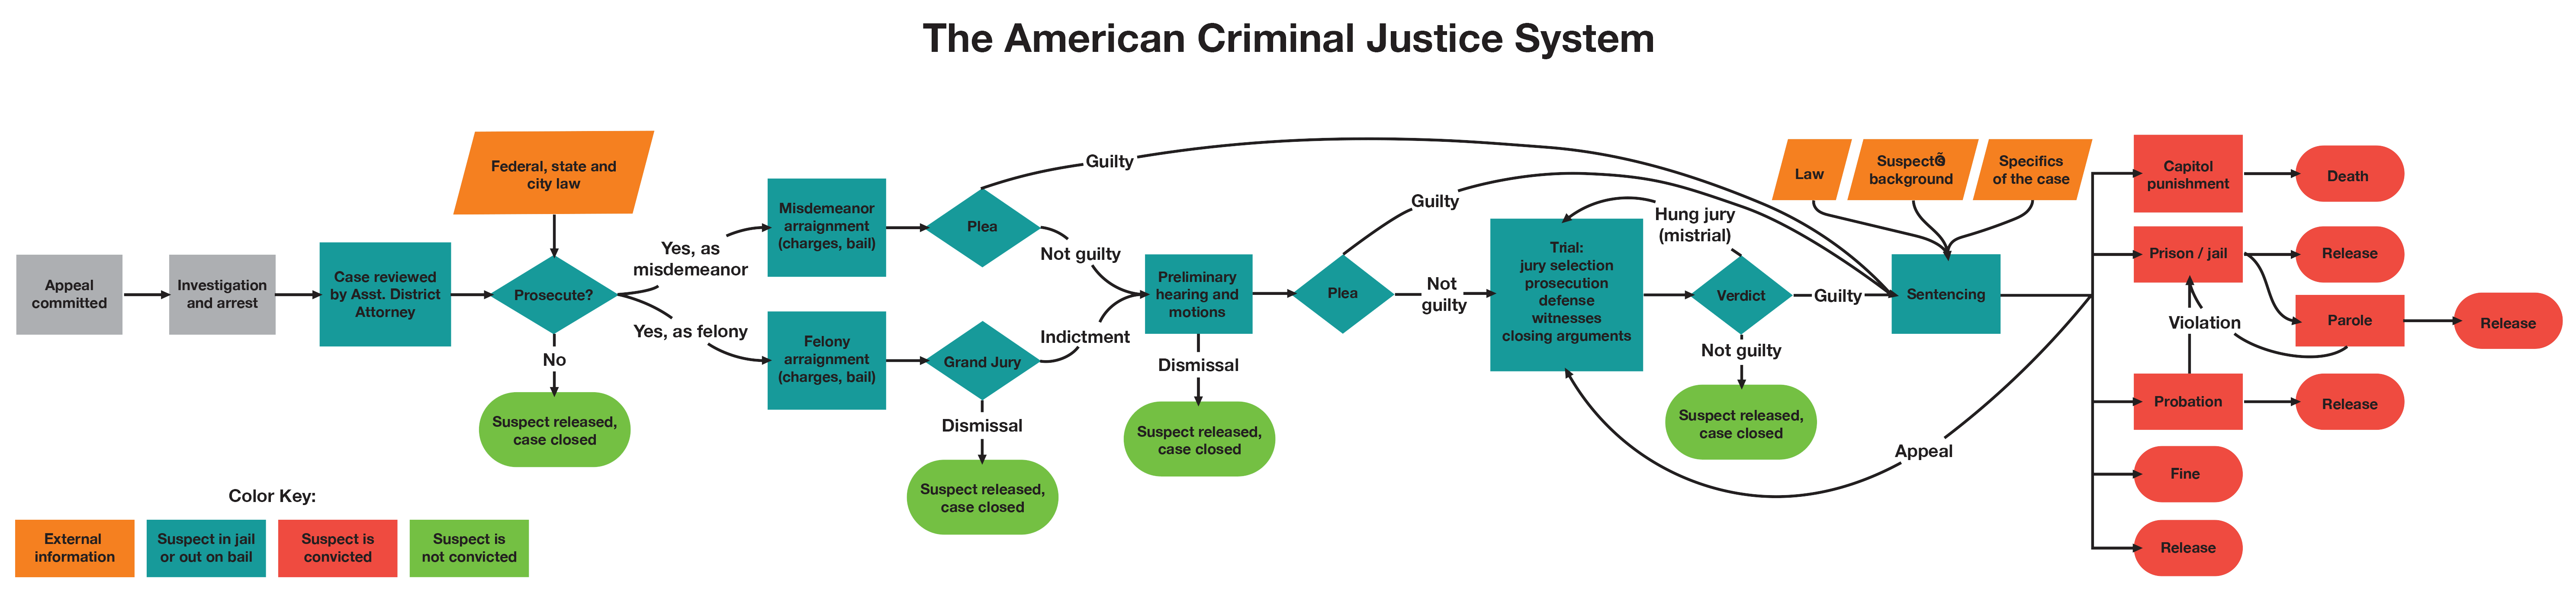 The American Criminal Justice System
Appeal
committed
Investigation
and arrest
Case reviewed
by Asst. District
Attorney
Federal, state and
city law
Prosecute?
No
Suspect released,
case closed
Yes, as
misdemeanor
Yes, as felony
Misdemeanor
arraignment
(charges, bail)
Felony
arraignment
(charges, bail)
Plea
Guilty
Not guilty
Grand Jury
Indictment
Dismissal
Suspect released,
case closed
Preliminary
hearing and
motions
Dismissal
Suspect released,
case closed
Plea
Guilty
Not
guilty
Trial:
jury selection
prosecution
defense
witnesses
closing arguments
Hung jury
(mistrial)
Verdict
Guilty
Not guilty
Suspect released,
case closed
Law
background
Specifics
of the case
Sentencing
Appeal
Capitol
punishment
Death
Prison / jail
Release
Violation
Parole
Release
Probation
Release
Fine
Release
Color Key:
External
information
Suspect in jail
or out on bail
Suspect is
convicted
Suspect is
not convicted